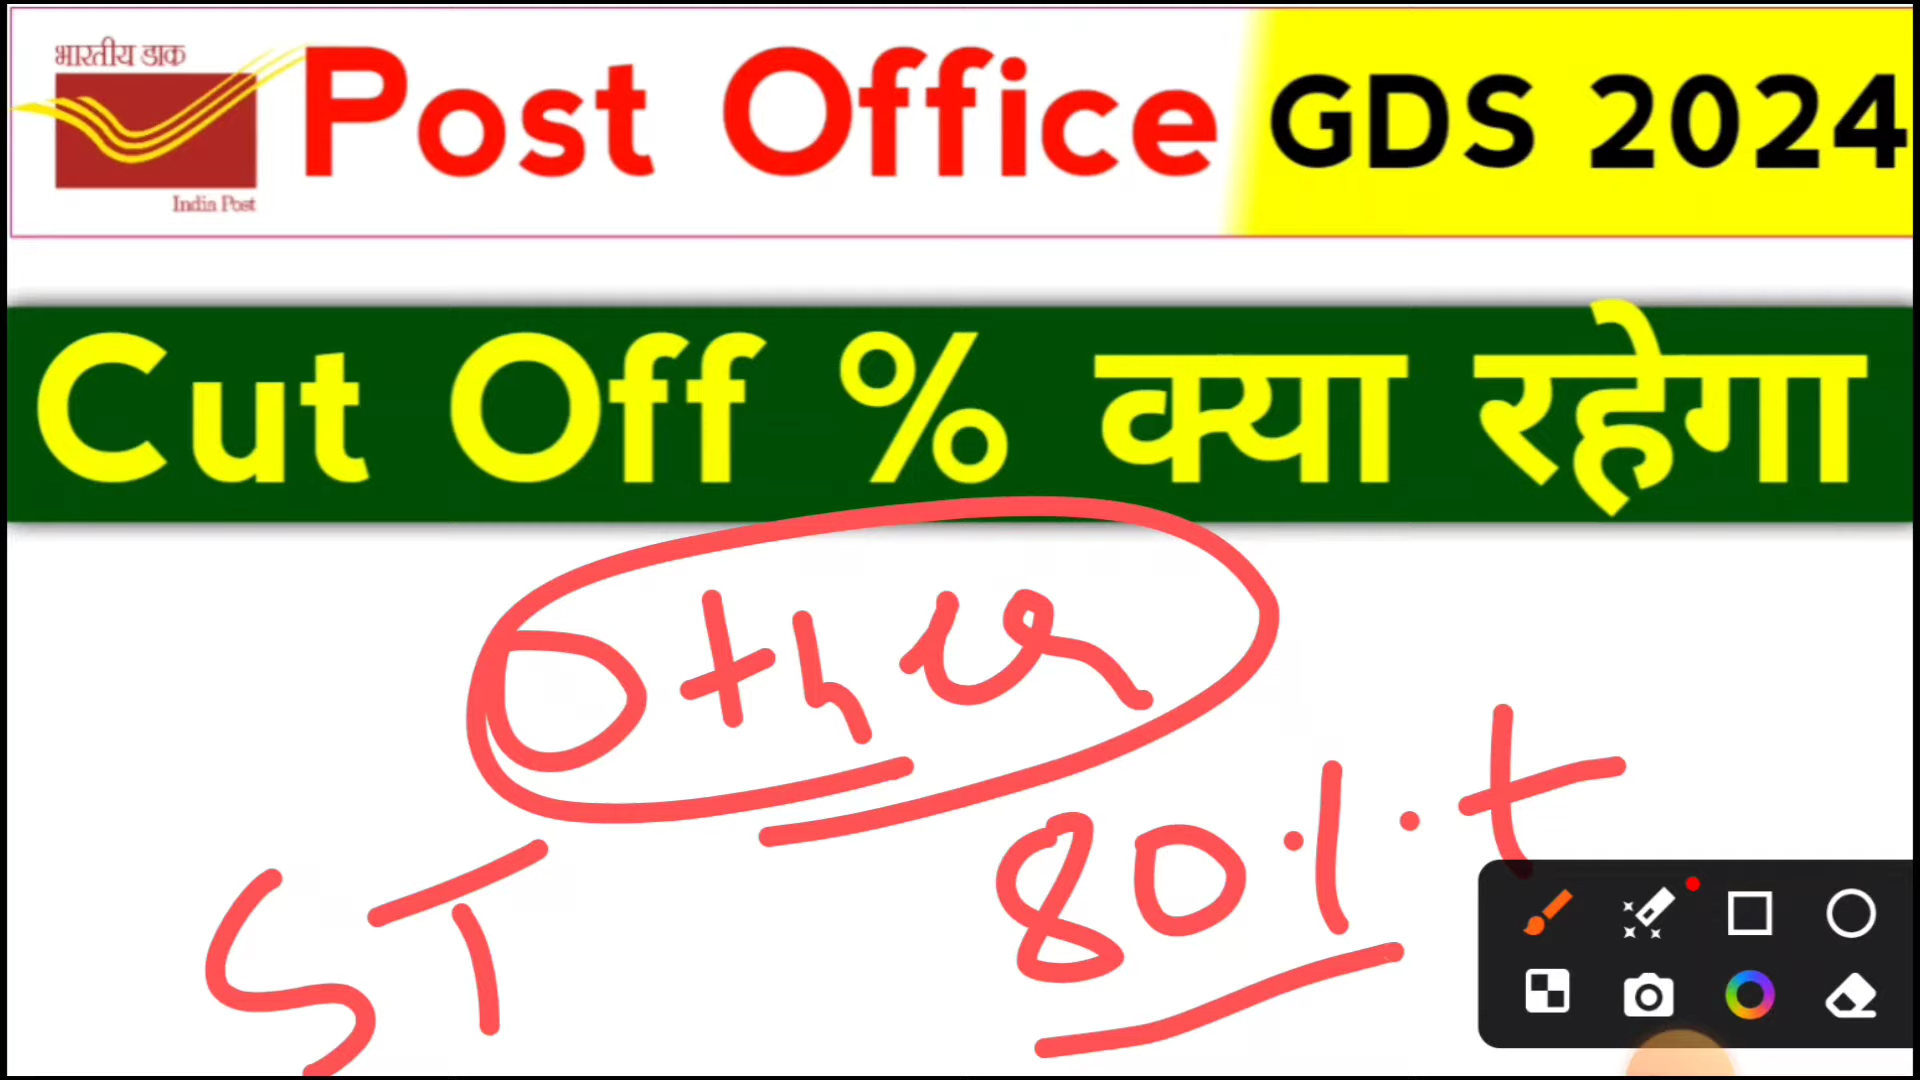 भारतीय डाक
India Post
Post Office GDS 2024
Cut Off % क्या रहेगा
Other
80% +
ST